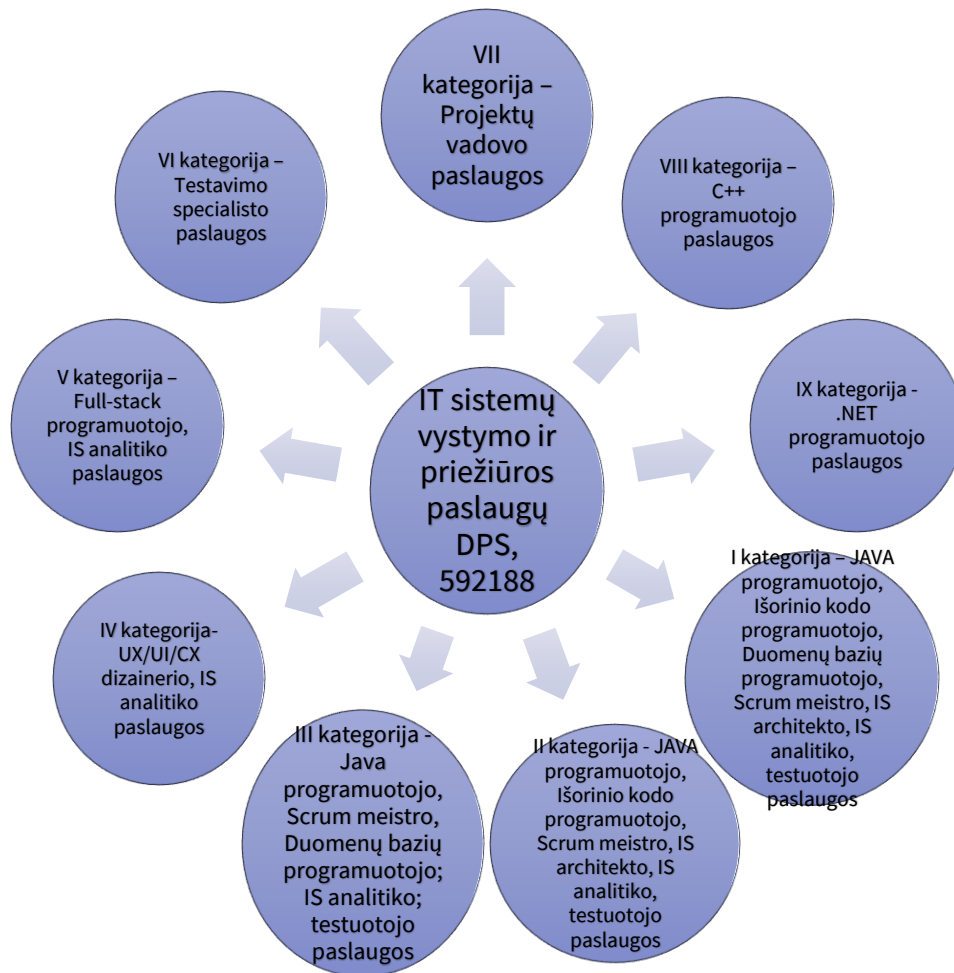 VII
kategorija –
Projektų
vadovo
paslaugos
VI kategorija –
Testavimo
specialisto
paslaugos
VIII kategorija –
C++
programuotojo
paslaugos
V kategorija –
Full-stack
programuotojo,
IS analitiko
paslaugos
IT sistemų
vystymo ir
priežiūros
paslaugų
DPS,
592188
IX kategorija -
.NET
programuotojo
paslaugos
IV kategorija-
UX/UI/CX
dizainerio, IS
analitiko
paslaugos
I kategorija – JAVA
programuotojo,
Išorinio kodo
programuotojo,
Duomenų bazių
programuotojo,
Scrum meistro, IS
architekto, IS
analitiko,
testuotojo
paslaugos
III kategorija -
Java
programuotojo,
Scrum meistro,
Duomenų bazių
programuotojo;
IS analitiko;
testuotojo
paslaugos
II kategorija - JAVA
programuotojo,
Išorinio kodo
programuotojo,
Scrum meistro, IS
architekto, IS
analitiko,
testuotojo
paslaugos